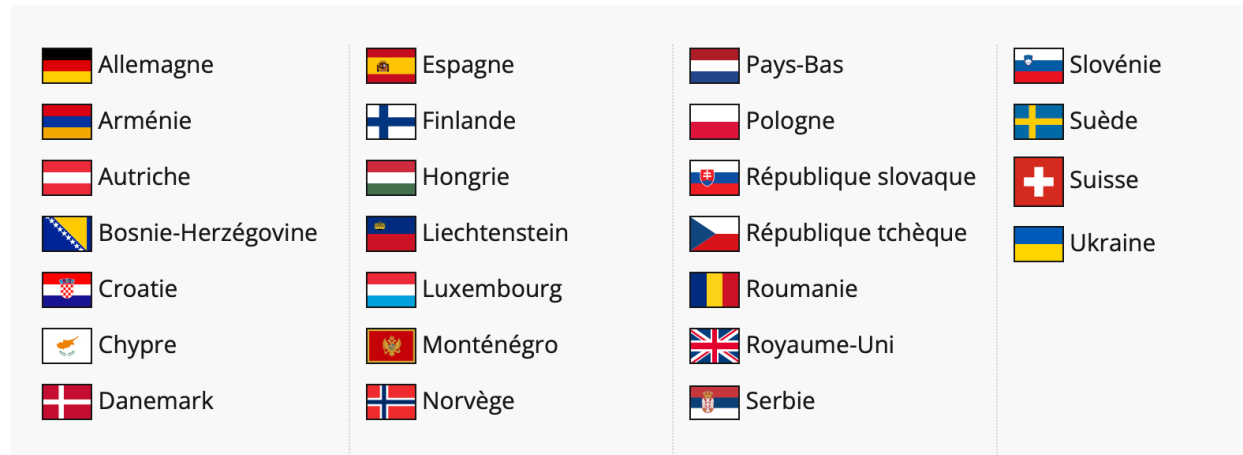 Allemagne
Arménie
Autriche
Bosnie-Herzégovine
Croatie
Chypre
Danemark
Espagne
Finlande
Hongrie
Liechtenstein
Luxembourg
Monténégro
Norvège
Pays-Bas
Pologne
République slovaque
République tchèque
Roumanie
Royaume-Uni
Serbie
Slovénie
Suède
Suisse
Ukraine